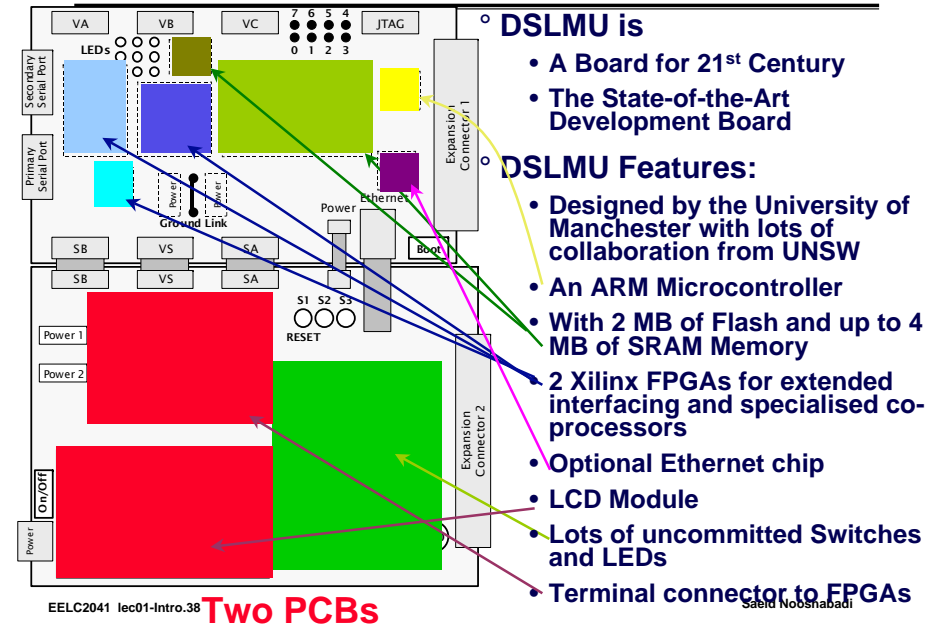 VA
VB
VC
7 6 5 4
0 1 2 3
JTAG
LEDs
Secondary
Serial Port
Primary
Serial Port
Expansion
Connector 1
Power
Power
Ground Link
Power
Ethernet
Boot
SB
VS
SA
SB
VS
SA
S1 S2 S3
RESET
Power 1
Power 2
Expansion
Connector 2
On/Off
Power
° DSLMU is
• A Board for 21st Century
• The State-of-the-Art
Development Board
° DSLMU Features:
• Designed by the University of
Manchester with lots of
collaboration from UNSW
• An ARM Microcontroller
• With 2 MB of Flash and up to 4
MB of SRAM Memory
• 2 Xilinx FPGAs for extended
interfacing and specialised co-
processors
• Optional Ethernet chip
• LCD Module
• Lots of uncommitted Switches
and LEDs
• Terminal connector to FPGAs
EELC2041 lec01-Intro.38
Two PCBs
Saeid Nooshabadi